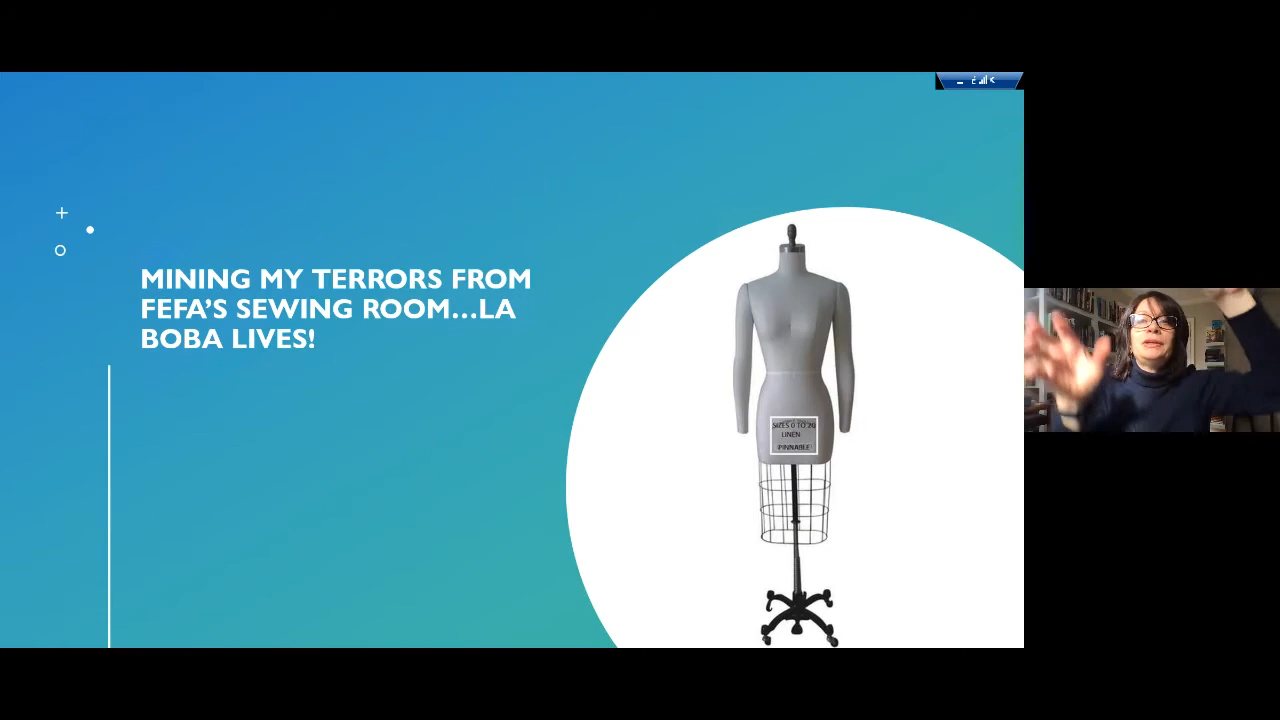 MINING MY TERRORS FROM
FEFA'S SEWING ROOM...LA
BOBA LIVES!
SIZES 0 TO 20
LINEN
PINNABLE